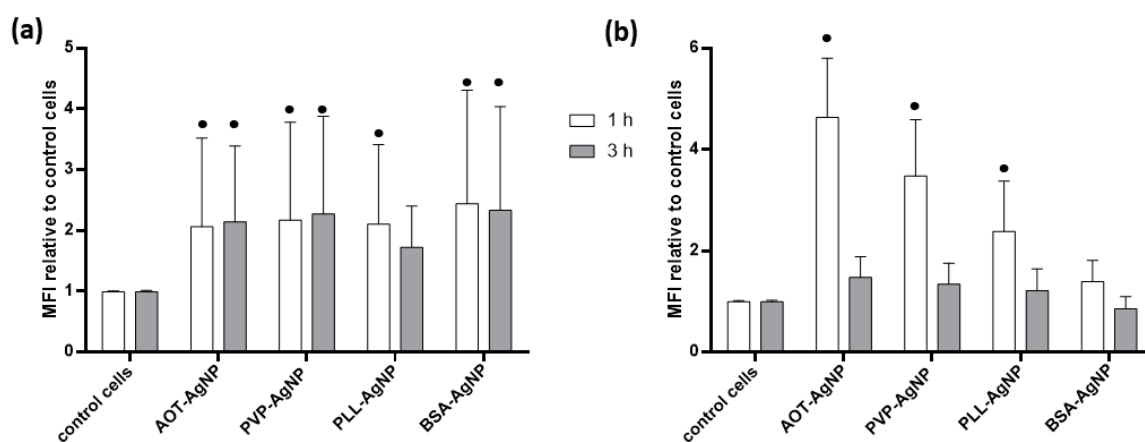 (a)
MFI relative to control cells
5
4
3
2
1
0
control cells
AOT-AgNP
PVP-AgNP
PLL-AgNP
BSA-AgNP
1 h
3 h
(b)
MFI relative to control cells
6
4
2
0
control cells
AOT-AgNP
PVP-AgNP
PLL-AgNP
BSA-AgNP